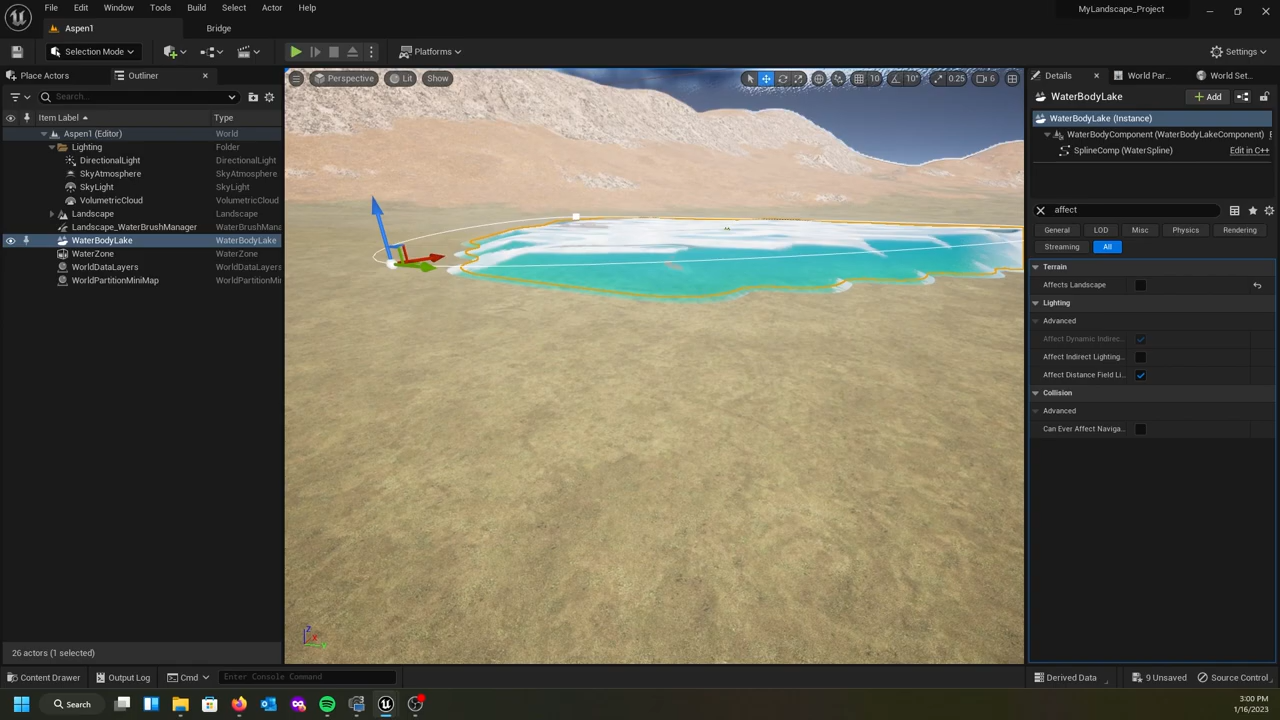 File Edit Window Tools Build Select Actor Help
MyLandscape_Project
Aspen1
Bridge
Selection Mode
Platforms
Settings
Place Actors
Outliner
Search...
Item Label
Type
Aspen1 (Editor) World
Lighting Folder
DirectionalLight DirectionalLight
SkyAtmosphere SkyAtmosphere
SkyLight SkyLight
VolumetricCloud VolumetricCloud
Landscape Landscape
Landscape_WaterBrushManager WaterBrushMana
WaterBodyLake WaterBodyLake
WaterZone WaterZone
WorldDataLayers WorldDataLayers
WorldPartitionMiniMap WorldPartitionMi
26 actors (1 selected)
Perspective
Lit
Show
10
10°
0.25
6
Z
X
Y
Details
World Par...
World Set...
WaterBodyLake
Add
WaterBodyLake (Instance)
WaterBodyComponent (WaterBodyLakeComponent) E
SplineComp (WaterSpline) Edit in C++
affect
General LOD Misc Physics Rendering
Streaming All
Terrain
Affects Landscape
Lighting
Advanced
Affect Dynamic Indirec...
Affect Indirect Lighting...
Affect Distance Field Li...
Collision
Advanced
Can Ever Affect Naviga...
Content Drawer
Output Log
Cmd
Enter Console Command
Derived Data
9 Unsaved
Source Control
Search
3:00 PM
1/16/2023